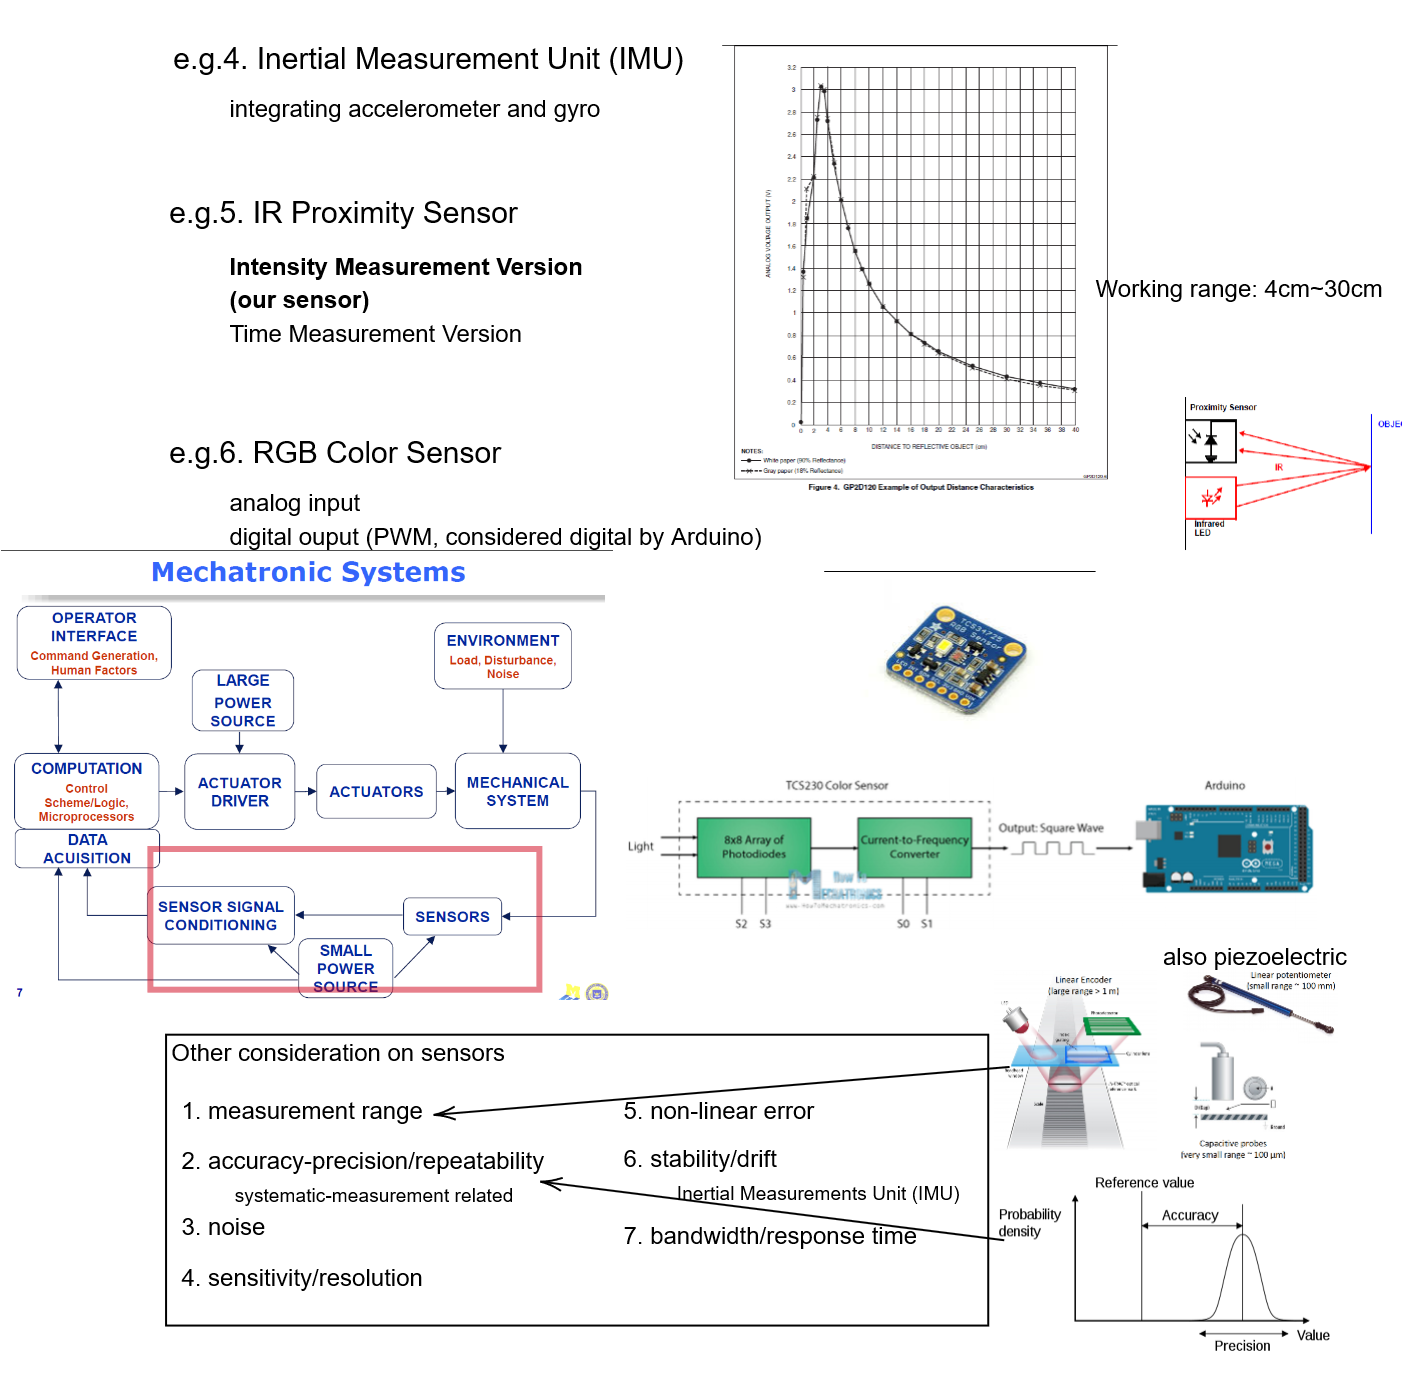 e.g.4. Inertial Measurement Unit (IMU)
integrating accelerometer and gyro
e.g.5. IR Proximity Sensor
Intensity Measurement Version
(our sensor)
Time Measurement Version
e.g.6. RGB Color Sensor
analog input
digital ouput (PWM, considered digital by Arduino)
3.2
3
2.8
2.6
2.4
2.2
2
1.8
1.6
1.4
1.2
1
0.8
0.6
0.4
0.2
0
ANALOG VOLTAGE OUTPUT (V)
0 2 4 6 8 10 12 14 16 18 20 22 24 26 28 30 32 34 36 38 40
DISTANCE TO REFLECTIVE OBJECT (cm)
NOTES:
White paper (90% Reflectance)
Gray paper (18% Reflectance)
Figure 4. GP2D120 Example of Output Distance Characteristics
Working range: 4cm~30cm
Proximity Sensor
OBJE
IR
Infrared
LED
Mechatronic Systems
OPERATOR
INTERFACE
Command Generation,
Human Factors
LARGE
POWER
SOURCE
ENVIRONMENT
Load, Disturbance,
Noise
COMPUTATION
Control
Scheme/Logic,
Microprocessors
ACTUATOR
DRIVER
ACTUATORS
MECHANICAL
SYSTEM
DATA
ACUISITION
SENSOR SIGNAL
CONDITIONING
SENSORS
SMALL
POWER
SOURCE
7
TCS34725
RGB Sensor
TCS230 Color Sensor
Arduino
Light
8x8 Array of
Photodiodes
Current-to-Frequency
Converter
Output: Square Wave
How To
MECHATRONICS
www.HowToMechatronics.com
S2 S3
S0 S1
also piezoelectric
Linear Encoder
(large range > 1 m)
Scale
Linear potentiometer
(small range ~ 100 mm)
Ground
Capacitive probes
(very small range ~ 100 μm)
Other consideration on sensors
1. measurement range
2. accuracy-precision/repeatability
systematic-measurement related
3. noise
4. sensitivity/resolution
5. non-linear error
6. stability/drift
Inertial Measurements Unit (IMU)
7. bandwidth/response time
Reference value
Probability
density
Accuracy
Precision
Value